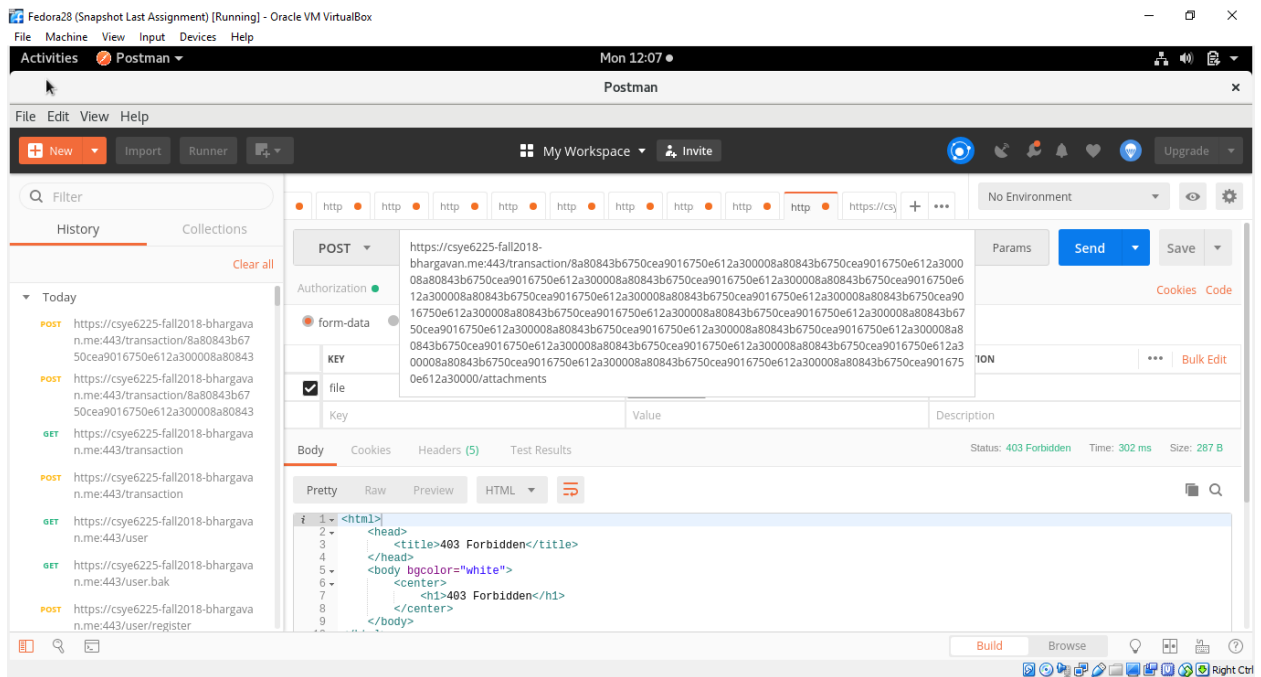 Fedora28 (Snapshot Last Assignment) [Running] - Oracle VM VirtualBox
File Machine View Input Devices Help
Activities Postman Mon 12:07
Postman
File Edit View Help
New Import Runner My Workspace Invite Upgrade
Filter
History Collections
Clear all
Today
POST https://csye6225-fall2018-bhargava
n.me:443/transaction/8a80843b67
50cea9016750e612a300008a80843
POST https://csye6225-fall2018-bhargava
n.me:443/transaction/8a80843b67
50cea9016750e612a300008a80843
GET https://csye6225-fall2018-bhargava
n.me:443/transaction
POST https://csye6225-fall2018-bhargava
n.me:443/transaction
GET https://csye6225-fall2018-bhargava
n.me:443/user
GET https://csye6225-fall2018-bhargava
n.me:443/user.bak
POST https://csye6225-fall2018-bhargava
n.me:443/user/register
http http http http http http http http http https://csy + •••
No Environment
POST
https://csye6225-fall2018-
bhargavan.me:443/transaction/8a80843b6750cea9016750e612a300008a80843b6750cea9016750e612a3000
08a80843b6750cea9016750e612a300008a80843b6750cea9016750e612a300008a80843b6750cea9016750e6
12a300008a80843b6750cea9016750e612a300008a80843b6750cea9016750e612a300008a80843b6750cea90
16750e612a300008a80843b6750cea9016750e612a300008a80843b6750cea9016750e612a300008a80843b67
50cea9016750e612a300008a80843b6750cea9016750e612a300008a80843b6750cea9016750e612a300008a8
0843b6750cea9016750e612a300008a80843b6750cea9016750e612a300008a80843b6750cea9016750e612a3
00008a80843b6750cea9016750e612a300008a80843b6750cea9016750e612a300008a80843b6750cea901675
0e612a30000/attachments
Params Send Save
Authorization Cookies Code
form-data
KEY ION ••• Bulk Edit
file
Key Value Description
Body Cookies Headers (5) Test Results Status: 403 Forbidden Time: 302 ms Size: 287 B
Pretty Raw Preview HTML
i 1 <html>
2 <head>
3 <title>403 Forbidden</title>
4 </head>
5 <body bgcolor="white">
6 <center>
7 <h1>403 Forbidden</h1>
8 </center>
9 </body>
Build Browse
Right Ctrl